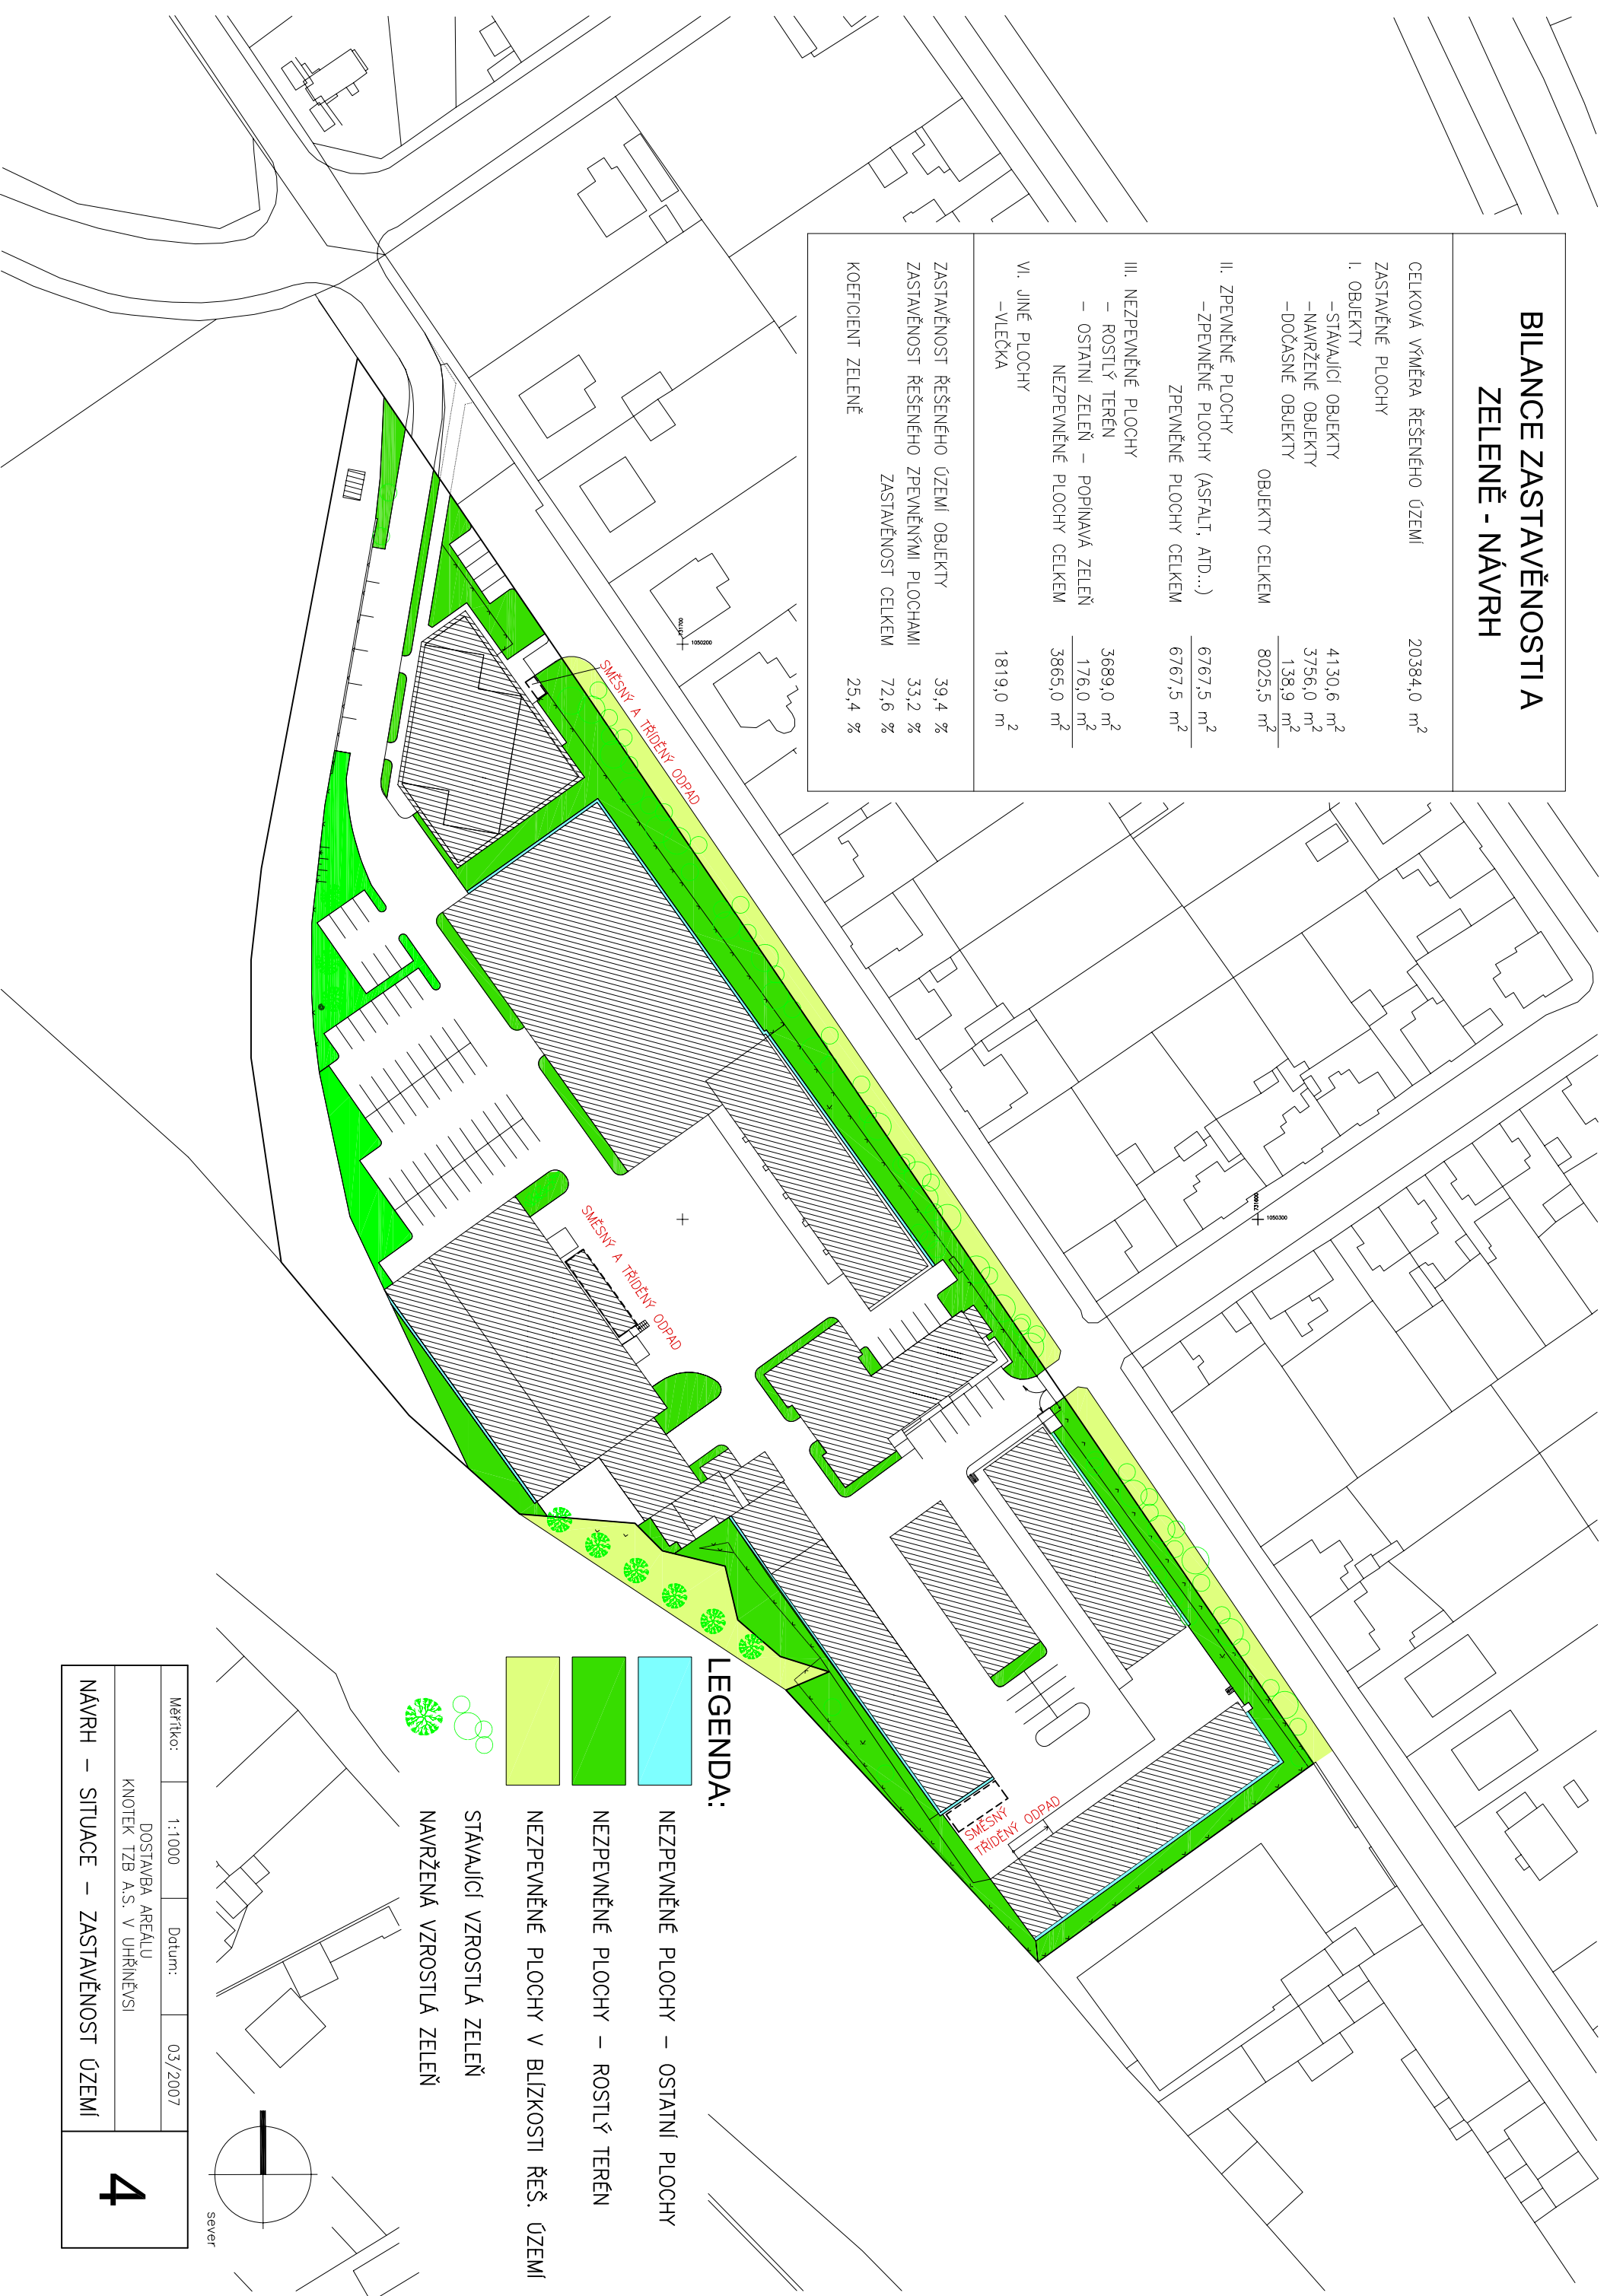 BILANCE ZASTAVĚNOSTI A
ZELENĚ - NÁVRH
CELKOVÁ VÝMĚRA ŘEŠENÉHO ÚZEMÍ 20384,0 m²
ZASTAVĚNÉ PLOCHY
I. OBJEKTY
-STÁVAJÍCÍ OBJEKTY 4130,6 m²
-NAVRŽENÉ OBJEKTY 3756,0 m²
-DOČASNÉ OBJEKTY 138,9 m²
OBJEKTY CELKEM 8025,5 m²
II. ZPEVNĚNÉ PLOCHY
-ZPEVNĚNÉ PLOCHY (ASFALT, ATD...) 6767,5 m²
ZPEVNĚNÉ PLOCHY CELKEM 6767,5 m²
III. NEZPEVNĚNÉ PLOCHY
- ROSTLÝ TERÉN 3689,0 m²
- OSTATNÍ ZELEŇ - POPÍNAVÁ ZELEŇ 176,0 m²
NEZPEVNĚNÉ PLOCHY CELKEM 3865,0 m²
VI. JINÉ PLOCHY
-VLEČKA 1819,0 m²
ZASTAVĚNOST ŘEŠENÉHO ÚZEMÍ OBJEKTY 39,4 %
ZASTAVĚNOST ŘEŠENÉHO ZPEVNĚNÝMI PLOCHAMI 33,2 %
ZASTAVĚNOST CELKEM 72,6 %
KOEFICIENT ZELENĚ 25,4 %
1050200
1050300
SMĚSNÝ A TŘÍDĚNÝ ODPAD
SMĚSNÝ A TŘÍDĚNÝ ODPAD
SMĚSNÝ
TŘÍDĚNÝ ODPAD
LEGENDA:
NEZPEVNĚNÉ PLOCHY - OSTATNÍ PLOCHY
NEZPEVNĚNÉ PLOCHY - ROSTLÝ TERÉN
NEZPEVNĚNÉ PLOCHY V BLÍZKOSTI ŘEŠ. ÚZEMÍ
STÁVAJÍCÍ VZROSTLÁ ZELEŇ
NAVRŽENÁ VZROSTLÁ ZELEŇ
sever
Měřítko: 1:1000 Datum: 03/2007
DOSTAVBA AREÁLU
KNOTEK TZB A.S. V UHŘÍNĚVSI
NÁVRH - SITUACE - ZASTAVĚNOST ÚZEMÍ
4